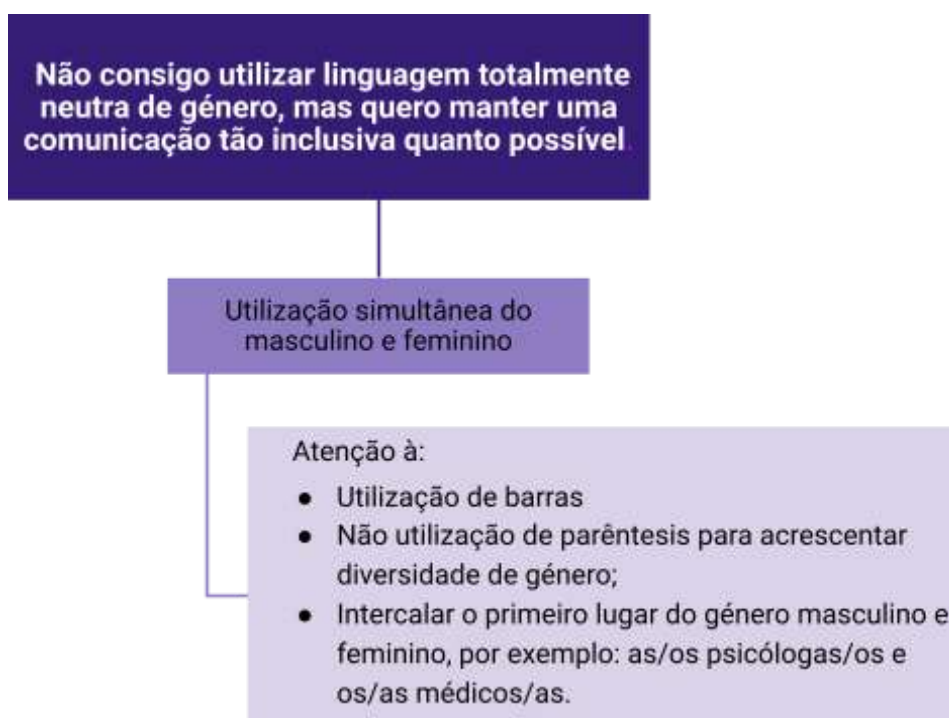 Não consigo utilizar linguagem totalmente
neutra de género, mas quero manter uma
comunicação tão inclusiva quanto possível.
Utilização simultânea do
masculino e feminino
Atenção à:
● Utilização de barras
● Não utilização de parêntesis para acrescentar
diversidade de género;
● Intercalar o primeiro lugar do género masculino e
feminino, por exemplo: as/os psicólogas/os e
os/as médicos/as.